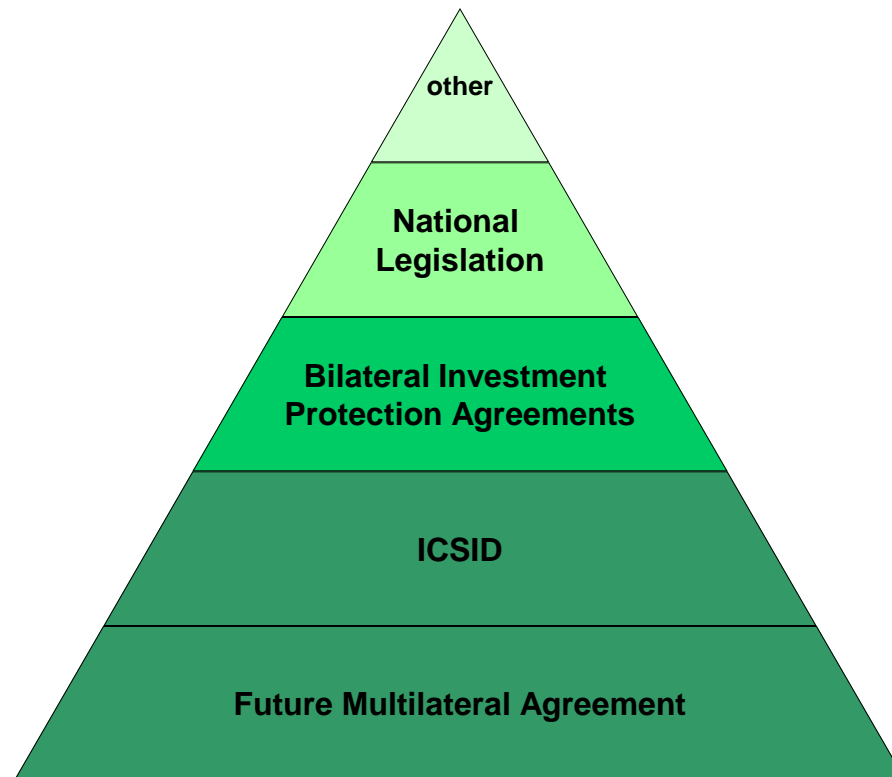 other
National
Legislation
Bilateral Investment
Protection Agreements
ICSID
Future Multilateral Agreement